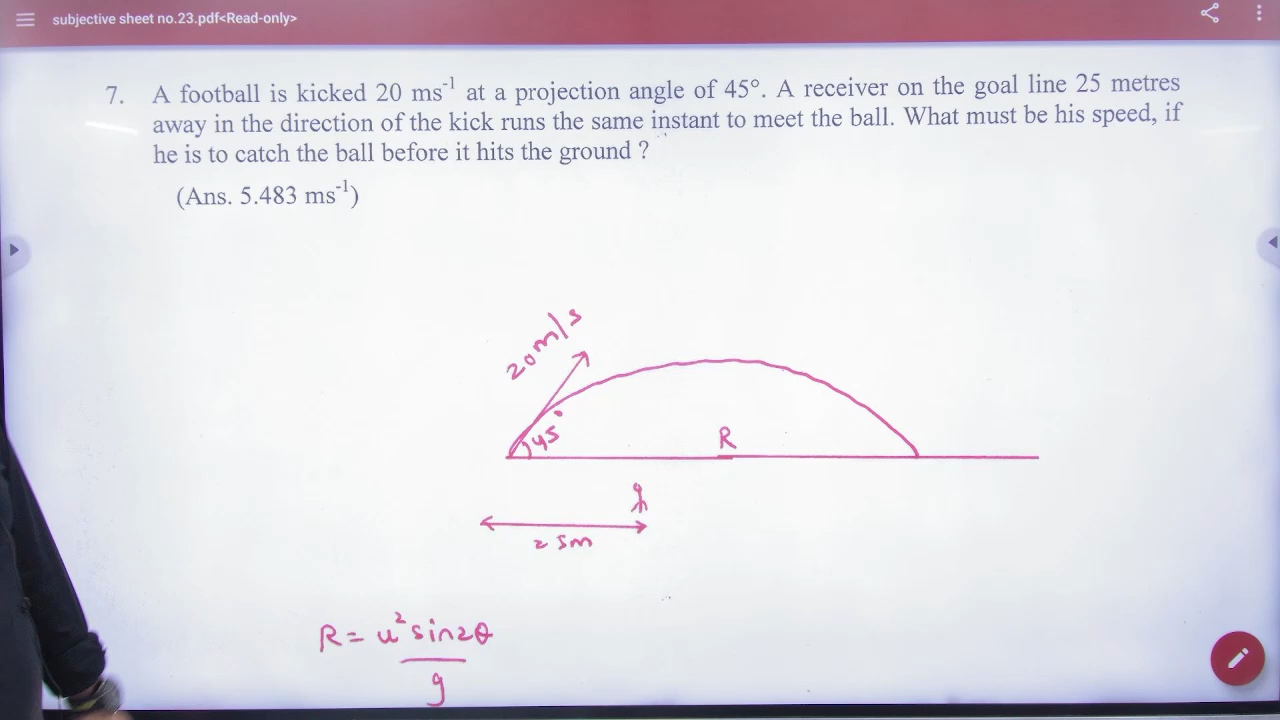 subjective sheet no.23.pdf<Read-only>
7. A football is kicked 20 ms⁻¹ at a projection angle of 45°. A receiver on the goal line 25 metres
away in the direction of the kick runs the same instant to meet the ball. What must be his speed, if
he is to catch the ball before it hits the ground ?
(Ans. 5.483 ms⁻¹)
20 m/s
45°
R
25m
R = u² sin2θ
g